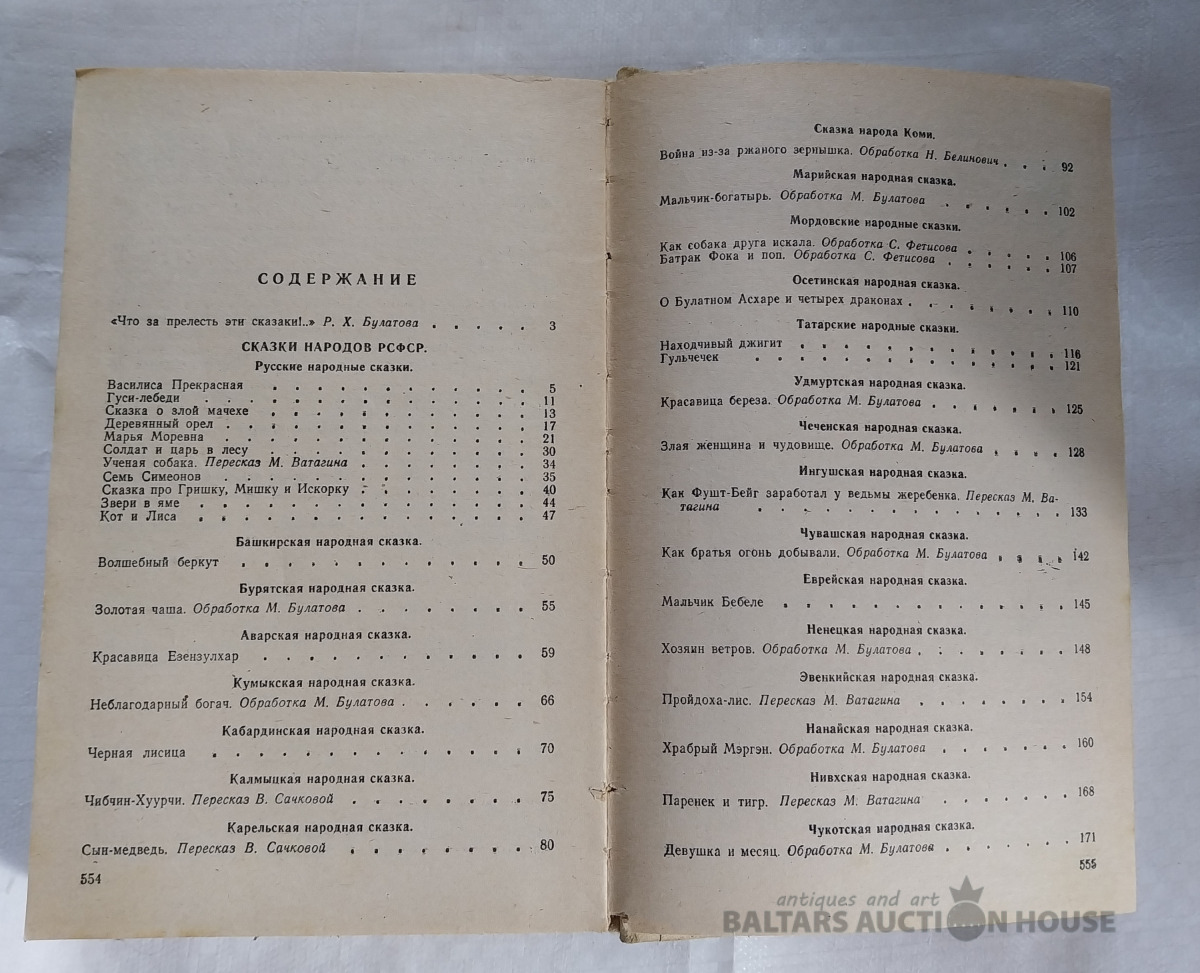 СОДЕРЖАНИЕ
«Что за прелесть эти сказки!..» Р. Х. Булатова . . . . . 3
СКАЗКИ НАРОДОВ РСФСР.
Русские народные сказки.
Василиса Прекрасная . . . . . . . . . . . 5
Гуси-лебеди . . . . . . . . . . . . . 11
Сказка о злой мачехе . . . . . . . . . . . 13
Деревянный орел . . . . . . . . . . . . . 17
Марья Моревна . . . . . . . . . . . . 21
Солдат и царь в лесу . . . . . . . . . . . 30
Ученая собака. Пересказ М. Ватагина . . . . . . . 34
Семь Симеонов . . . . . . . . . . . . 35
Сказка про Гришку, Мишку и Искорку . . . . . . . 40
Звери в яме . . . . . . . . . . . . . . 44
Кот и Лиса . . . . . . . . . . . . . . 47
Башкирская народная сказка.
Волшебный беркут . . . . . . . . . . . . . 50
Бурятская народная сказка.
Золотая чаша. Обработка М. Булатова . . . . . . . . 55
Аварская народная сказка.
Красавица Езензулхар . . . . . . . . . . . . 59
Кумыкская народная сказка.
Неблагодарный богач. Обработка М. Булатова . . . . . . 66
Кабардинская народная сказка.
Черная лисица . . . . . . . . . . . . . . 70
Калмыцкая народная сказка.
Чибчин-Хуурчи. Пересказ В. Сачковой . . . . . . . . 75
Карельская народная сказка.
Сын-медведь. Пересказ В. Сачковой . . . . . . . . 80
554
Сказка народа Коми.
Война из-за ржаного зернышка. Обработка Н. Белинович . . . 92
Марийская народная сказка.
Мальчик-богатырь. Обработка М. Булатова . . . . . . 102
Мордовские народные сказки.
Как собака друга искала. Обработка С. Фетисова . . . . . 106
Батрак Фока и поп. Обработка С. Фетисова . . . . . . 107
Осетинская народная сказка.
О Булатном Асхаре и четырех драконах . . . . . . . . 110
Татарские народные сказки.
Находчивый джигит . . . . . . . . . . . . 116
Гульчечек . . . . . . . . . . . . . . 121
Удмуртская народная сказка.
Красавица береза. Обработка М. Булатова . . . . . . 125
Чеченская народная сказка.
Злая женщина и чудовище. Обработка М. Булатова . . . . 128
Ингушская народная сказка.
Как Фушт-Бейг заработал у ведьмы жеребенка. Пересказ М. Ва-
тагина . . . . . . . . . . . . . 133
Чувашская народная сказка.
Как братья огонь добывали. Обработка М. Булатова . . . . 142
Еврейская народная сказка.
Мальчик Бебеле . . . . . . . . . . . . 145
Ненецкая народная сказка.
Хозяин ветров. Обработка М. Булатова . . . . . . . 148
Эвенкийская народная сказка.
Пройдоха-лис. Пересказ М. Ватагина . . . . . . . 154
Нанайская народная сказка.
Храбрый Мэргэн. Обработка М. Булатова . . . . . . 160
Нивхская народная сказка.
Паренек и тигр. Пересказ М. Ватагина . . . . . . 168
Чукотская народная сказка.
Девушка и месяц. Обработка М. Булатова . . . . . . 171
555
antiques and art
BALTARS AUCTION HOUSE